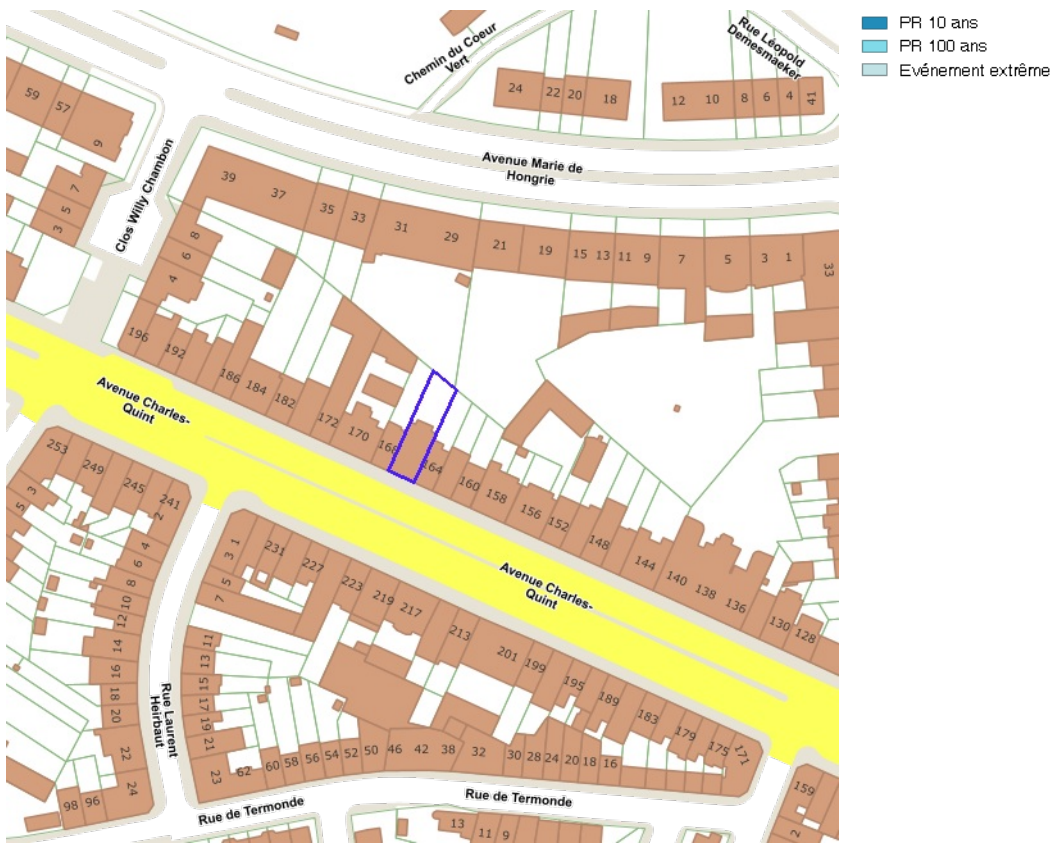 PR 10 ans
PR 100 ans
Evénement extrême
Chemin du Coeur
Vert
Rue Léopold
Demesmaeker
24 22 20 18
12 10 8 6 4 41
59 57 9
7
5
3
Clos Willy Chambon
Avenue Marie de
Hongrie
39 37 35 33 31 29 21 19 15 13 11 9 7 5 3 1 33
8
6
4
196 192 186 184 182 172 170 168 164 160 158 156 152 148 144 140 138 136 130 128
Avenue Charles-
Quint
Avenue Charles-
Quint
253 249 245 241
3
5
2
4
6
8
10
12
14
16
18
20
22
24
98 96
1
3
5
7
231 227 223 219 217 213 201 199 195 189 183 179 175 171
11
13
15
17
19
21
23
62 60 58 56 54 52 50 46 42 38 32 30 28 24 20 18 16
Rue Laurent
Heirbaut
Rue de Termonde
Rue de Termonde
13 11 9
159
2